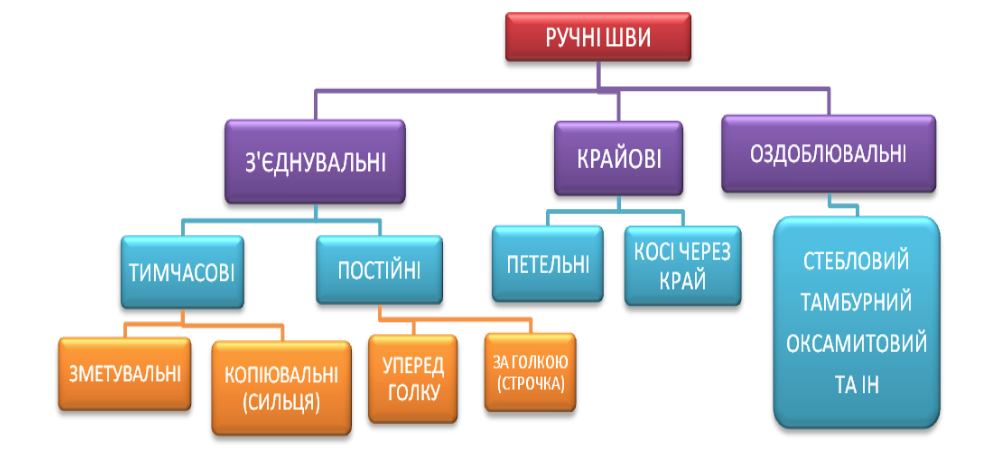 РУЧНІ ШВИ
З'ЄДНУВАЛЬНІ
КРАЙОВІ
ОЗДОБЛЮВАЛЬНІ
ТИМЧАСОВІ
ПОСТІЙНІ
ПЕТЕЛЬНІ
КОСІ ЧЕРЕЗ
КРАЙ
СТЕБЛОВИЙ
ТАМБУРНИЙ
ОКСАМИТОВИЙ
ТА ІН
ЗМЕТУВАЛЬНІ
КОПІЮВАЛЬНІ
(СИЛЬЦЯ)
УПЕРЕД
ГОЛКУ
ЗА ГОЛКОЮ
(СТРОЧКА)